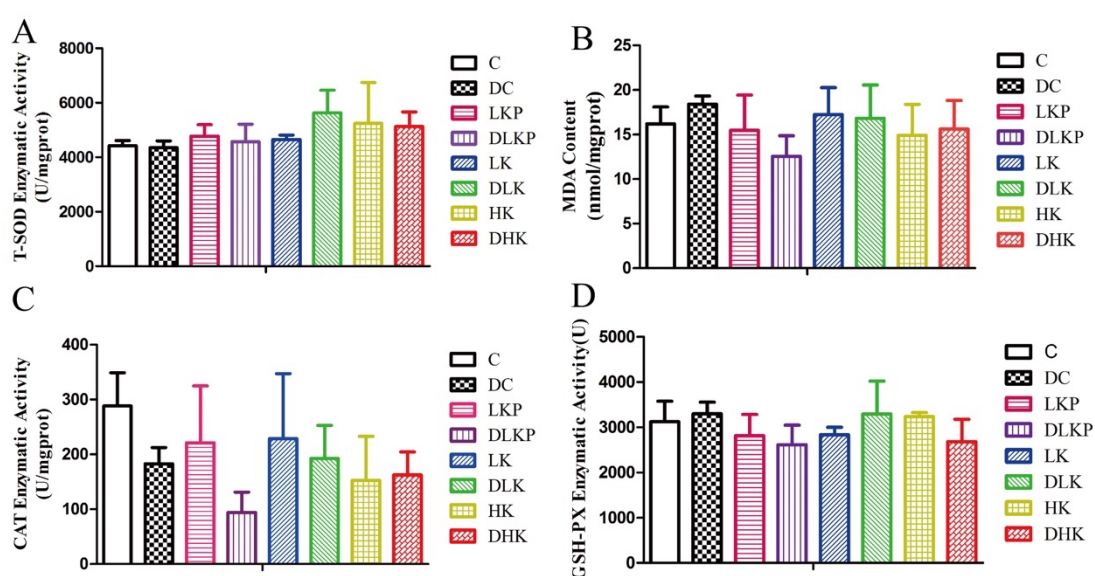 A
T-SOD Enzymatic Activity
(U/mgprot)
8000
6000
4000
2000
0
C
DC
LKP
DLKP
LK
DLK
HK
DHK
B
MDA Content
(nmol/mgprot)
25
20
15
10
5
0
C
DC
LKP
DLKP
LK
DLK
HK
DHK
C
CAT Enzymatic Activity
(U/mgprot)
400
300
200
100
0
C
DC
LKP
DLKP
LK
DLK
HK
DHK
D
GSH-PX Enzymatic Activity(U)
5000
4000
3000
2000
1000
0
C
DC
LKP
DLKP
LK
DLK
HK
DHK